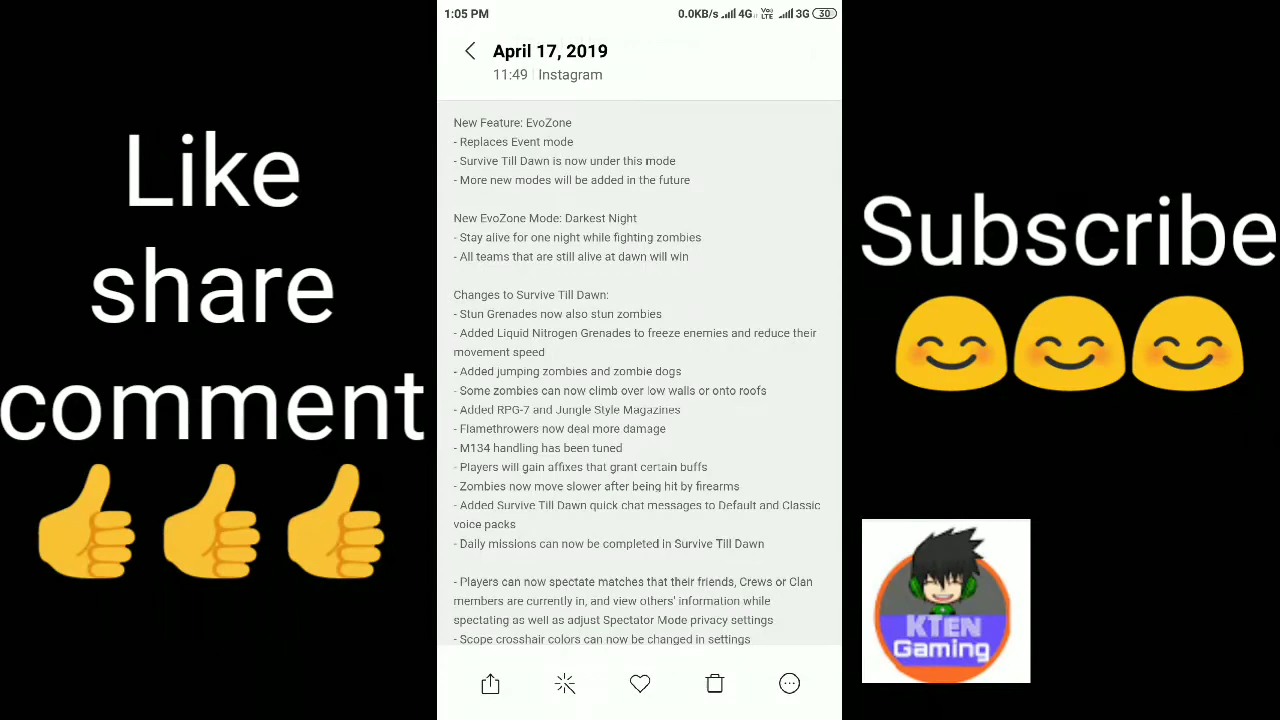 Like
share
comment
1:05 PM
0.0KB/s 4G Vo LTE 3G 30
April 17, 2019
11:49 | Instagram
New Feature: EvoZone
- Replaces Event mode
- Survive Till Dawn is now under this mode
- More new modes will be added in the future
New EvoZone Mode: Darkest Night
- Stay alive for one night while fighting zombies
- All teams that are still alive at dawn will win
Changes to Survive Till Dawn:
- Stun Grenades now also stun zombies
- Added Liquid Nitrogen Grenades to freeze enemies and reduce their
movement speed
- Added jumping zombies and zombie dogs
- Some zombies can now climb over low walls or onto roofs
- Added RPG-7 and Jungle Style Magazines
- Flamethrowers now deal more damage
- M134 handling has been tuned
- Players will gain affixes that grant certain buffs
- Zombies now move slower after being hit by firearms
- Added Survive Till Dawn quick chat messages to Default and Classic
voice packs
- Daily missions can now be completed in Survive Till Dawn
- Players can now spectate matches that their friends, Crews or Clan
members are currently in, and view others' information while
spectating as well as adjust Spectator Mode privacy settings
- Scope crosshair colors can now be changed in settings
Subscribe
KTEN
Gaming